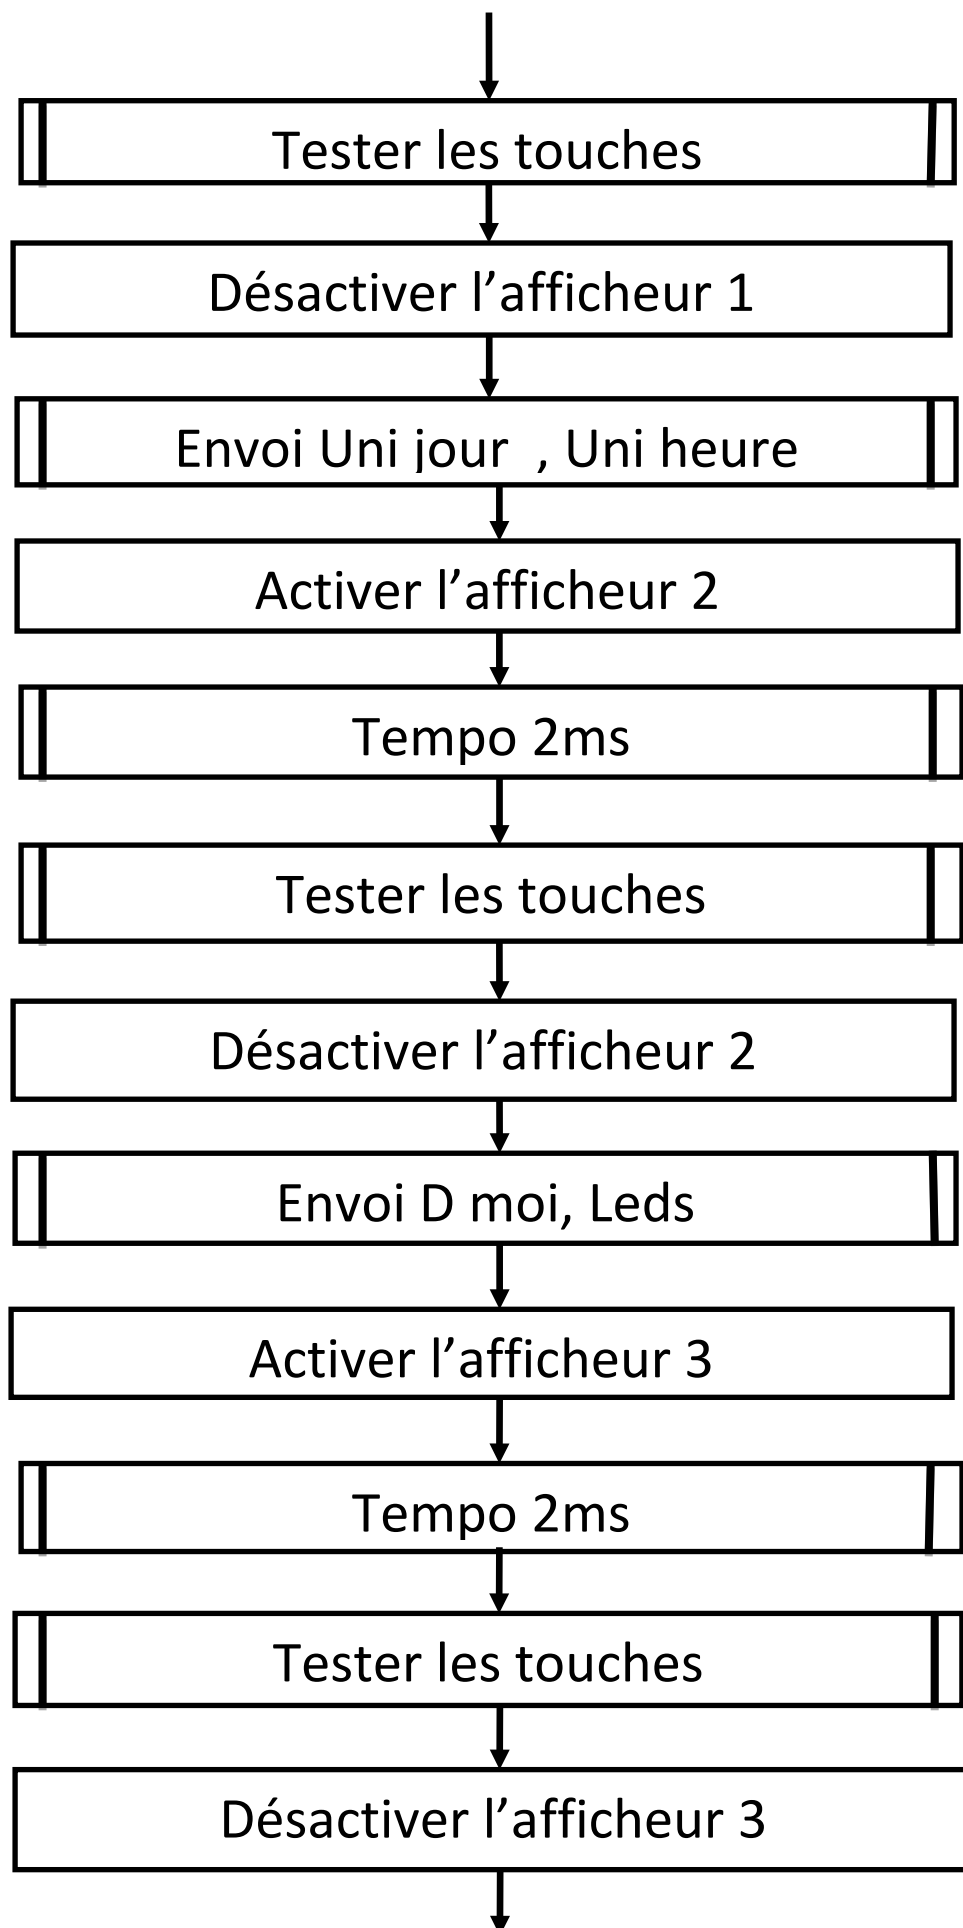 Tester les touches
Désactiver l’afficheur 1
Envoi Uni jour , Uni heure
Activer l’afficheur 2
Tempo 2ms
Tester les touches
Désactiver l’afficheur 2
Envoi D moi, Leds
Activer l’afficheur 3
Tempo 2ms
Tester les touches
Désactiver l’afficheur 3